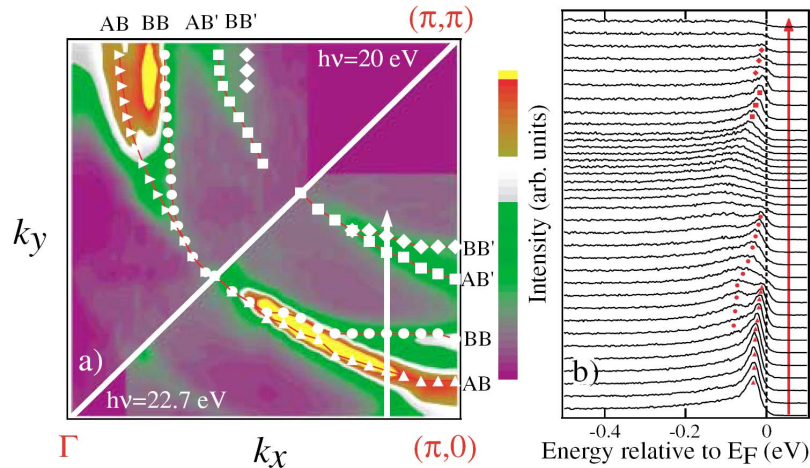 AB BB AB' BB' (π,π)
hν=20 eV
ky
BB'
AB'
BB
AB
a)
hν=22.7 eV
Γ kx (π,0)
Intensity (arb. units)
b)
-0.4 -0.2 0
Energy relative to EF (eV)